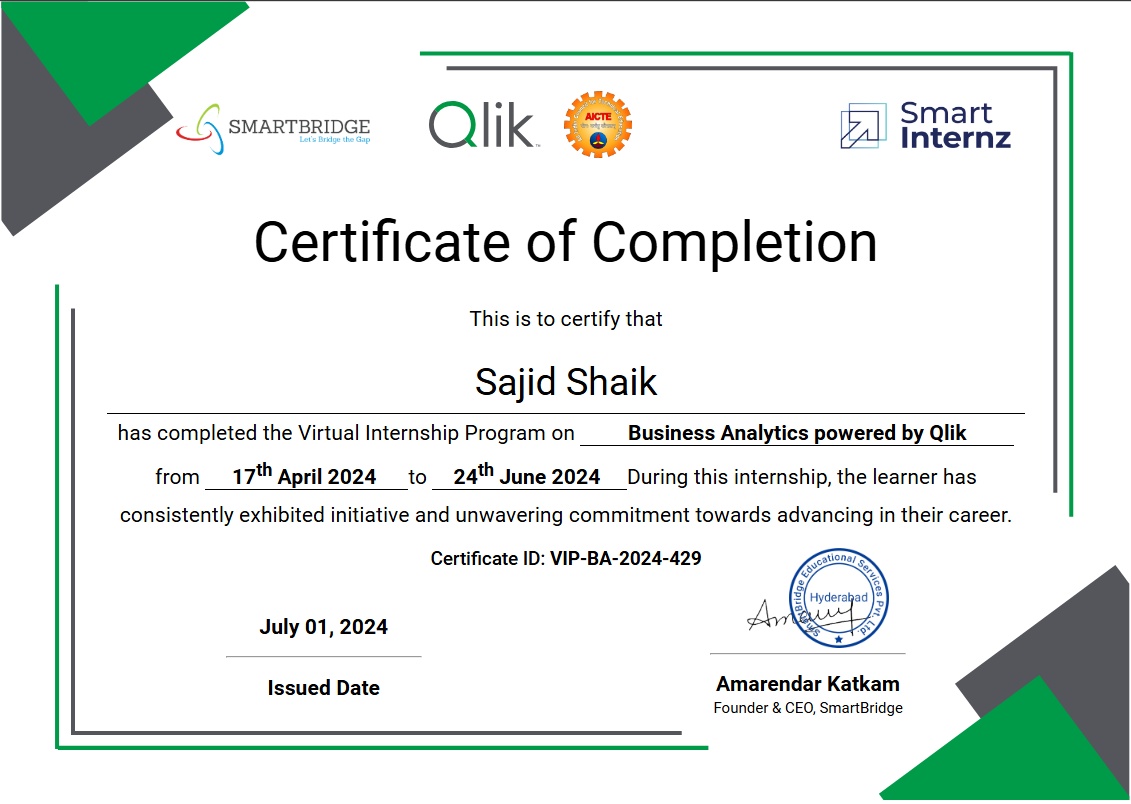 SMARTBRIDGE
Let's Bridge the Gap
Qlik
AICTE
Smart
Internz
Certificate of Completion
This is to certify that
Sajid Shaik
has completed the Virtual Internship Program on Business Analytics powered by Qlik
from 17th April 2024 to 24th June 2024 During this internship, the learner has
consistently exhibited initiative and unwavering commitment towards advancing in their career.
Certificate ID: VIP-BA-2024-429
SmartBridge Educational Services Pvt. Ltd.
Hyderabad
July 01, 2024
Issued Date
Amarendar Katkam
Founder & CEO, SmartBridge